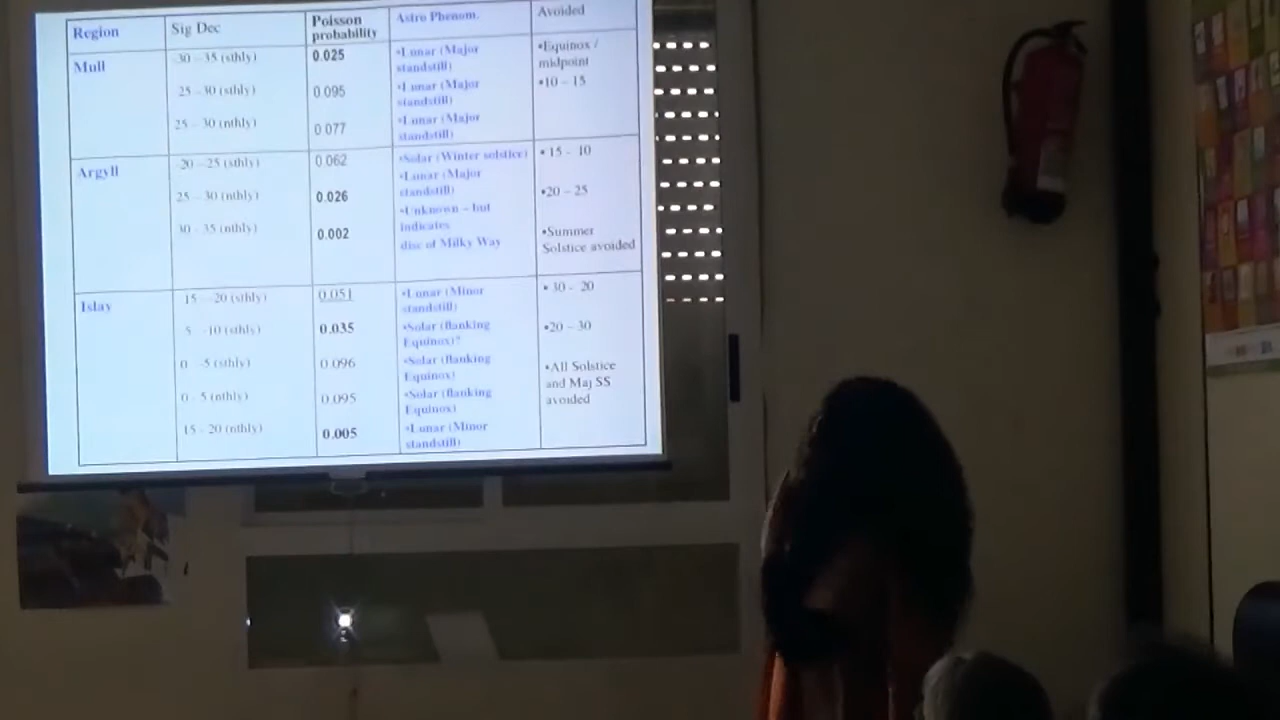 Region Sig Dec Poisson probability Astro Phenom. Avoided
Mull 30 - 35 (sthly) 0.025 •Lunar (Major standstill) •Equinox / midpoint
25 - 30 (sthly) 0.095 •Lunar (Major standstill) •10 - 15
25 - 30 (nthly) 0.077 •Lunar (Major standstill)
Argyll 20 - 25 (sthly) 0.062 •Solar (Winter solstice) • 15 - 10
25 - 30 (nthly) 0.026 •Lunar (Major standstill) •20 - 25
30 - 35 (nthly) 0.002 •Unknown - but indicates disc of Milky Way •Summer Solstice avoided
Islay 15 - 20 (sthly) 0.051 •Lunar (Minor standstill) • 30 - 20
5 - 10 (sthly) 0.035 •Solar (flanking Equinox)? •20 - 30
0 - 5 (sthly) 0.096 •Solar (flanking Equinox) •All Solstice and Maj SS avoided
0 - 5 (nthly) 0.095 •Solar (flanking Equinox)
15 - 20 (nthly) 0.005 •Lunar (Minor standstill)